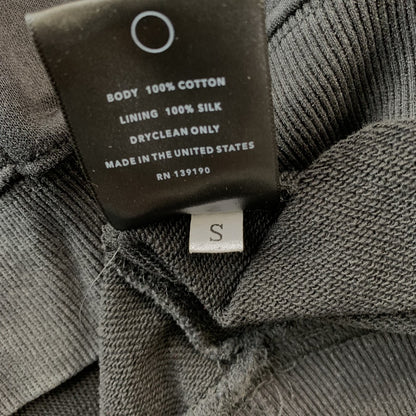 BODY 100% COTTON
LINING 100% SILK
DRYCLEAN ONLY
MADE IN THE UNITED STATES
RN 139190
S